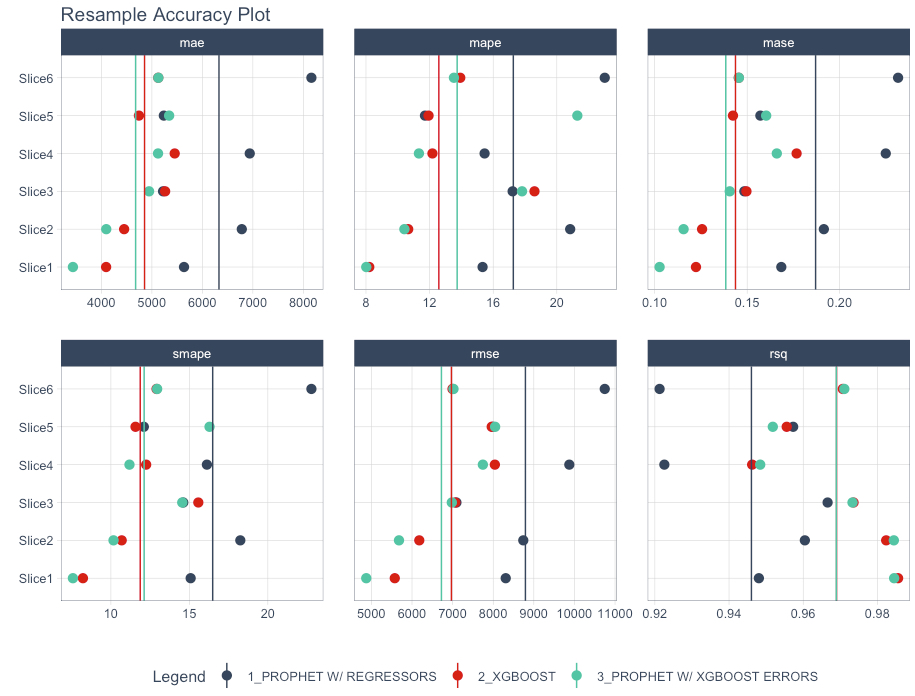 Resample Accuracy Plot
mae mape mase
Slice6
Slice5
Slice4
Slice3
Slice2
Slice1
4000 5000 6000 7000 8000 8 12 16 20 0.10 0.15 0.20
smape rmse rsq
Slice6
Slice5
Slice4
Slice3
Slice2
Slice1
10 15 20 5000 6000 7000 8000 9000 10000 11000 0.92 0.94 0.96 0.98
Legend 1_PROPHET W/ REGRESSORS 2_XGBOOST 3_PROPHET W/ XGBOOST ERRORS